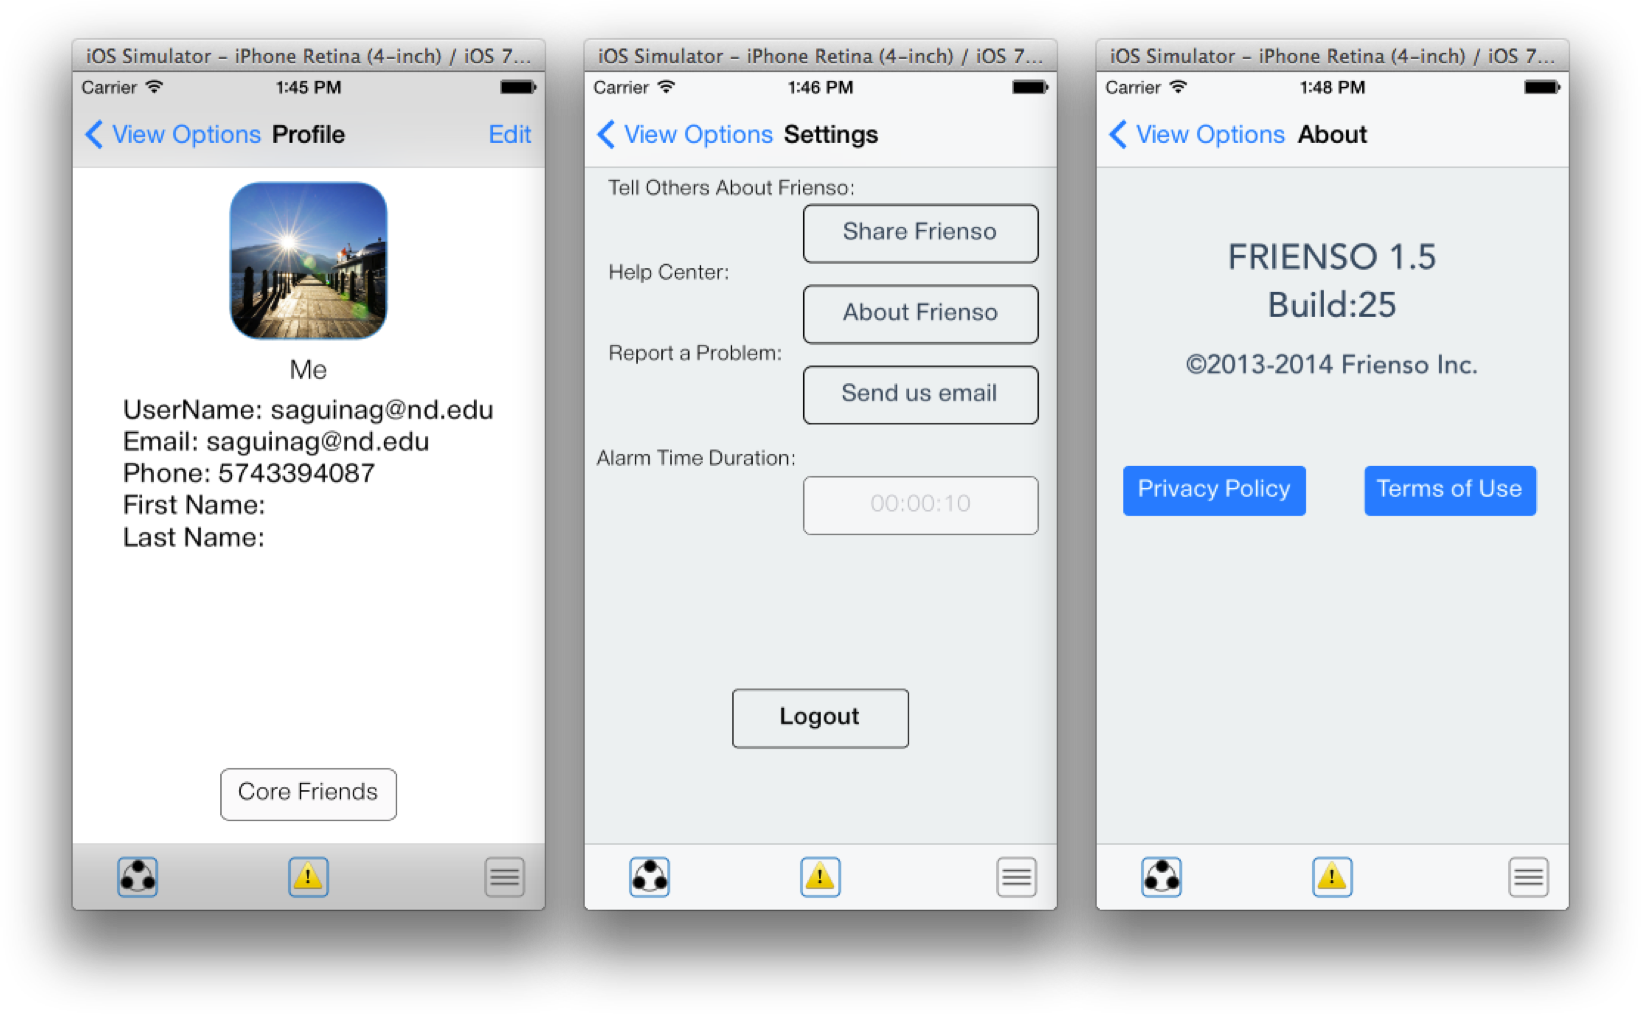 iOS Simulator – iPhone Retina (4-inch) / iOS 7...
Carrier 1:45 PM
View Options Profile Edit
Me
UserName: saguinag@nd.edu
Email: saguinag@nd.edu
Phone: 5743394087
First Name:
Last Name:
Core Friends
iOS Simulator – iPhone Retina (4-inch) / iOS 7...
Carrier 1:46 PM
View Options Settings
Tell Others About Frienso:
Share Frienso
Help Center:
About Frienso
Report a Problem:
Send us email
Alarm Time Duration:
00:00:10
Logout
iOS Simulator – iPhone Retina (4-inch) / iOS 7...
Carrier 1:48 PM
View Options About
FRIENSO 1.5
Build:25
©2013-2014 Frienso Inc.
Privacy Policy Terms of Use